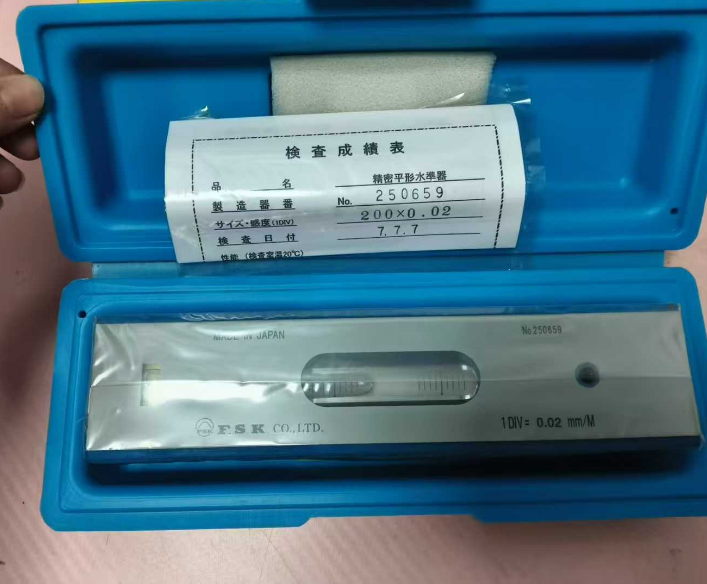 検査成績表
品名 精密平形水準器
製造器番 No. 250659
サイズ・感度(1DIV) 200×0.02
検査日付 7, 7, 7
性能 (検査室温20℃)
MADE IN JAPAN No250659
FSK CO.,LTD. 1DIV= 0.02 mm/M